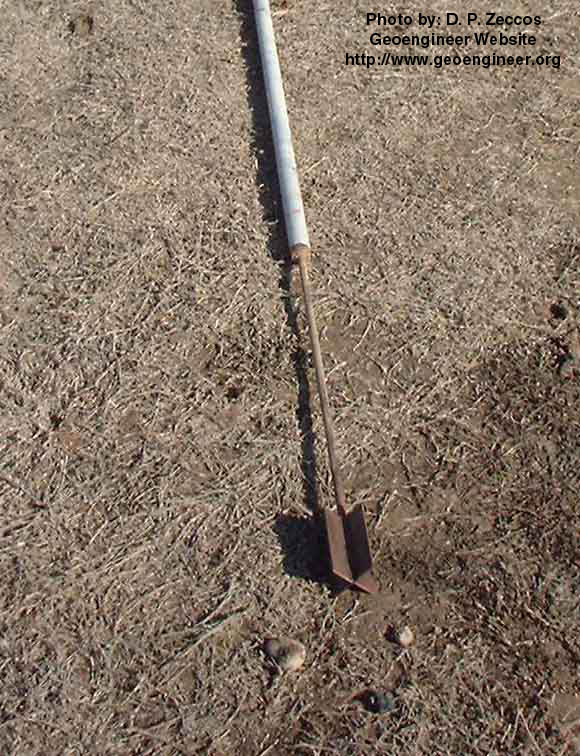 Photo by: D. P. Zeccos
Geoengineer Website
http://www.geoengineer.org